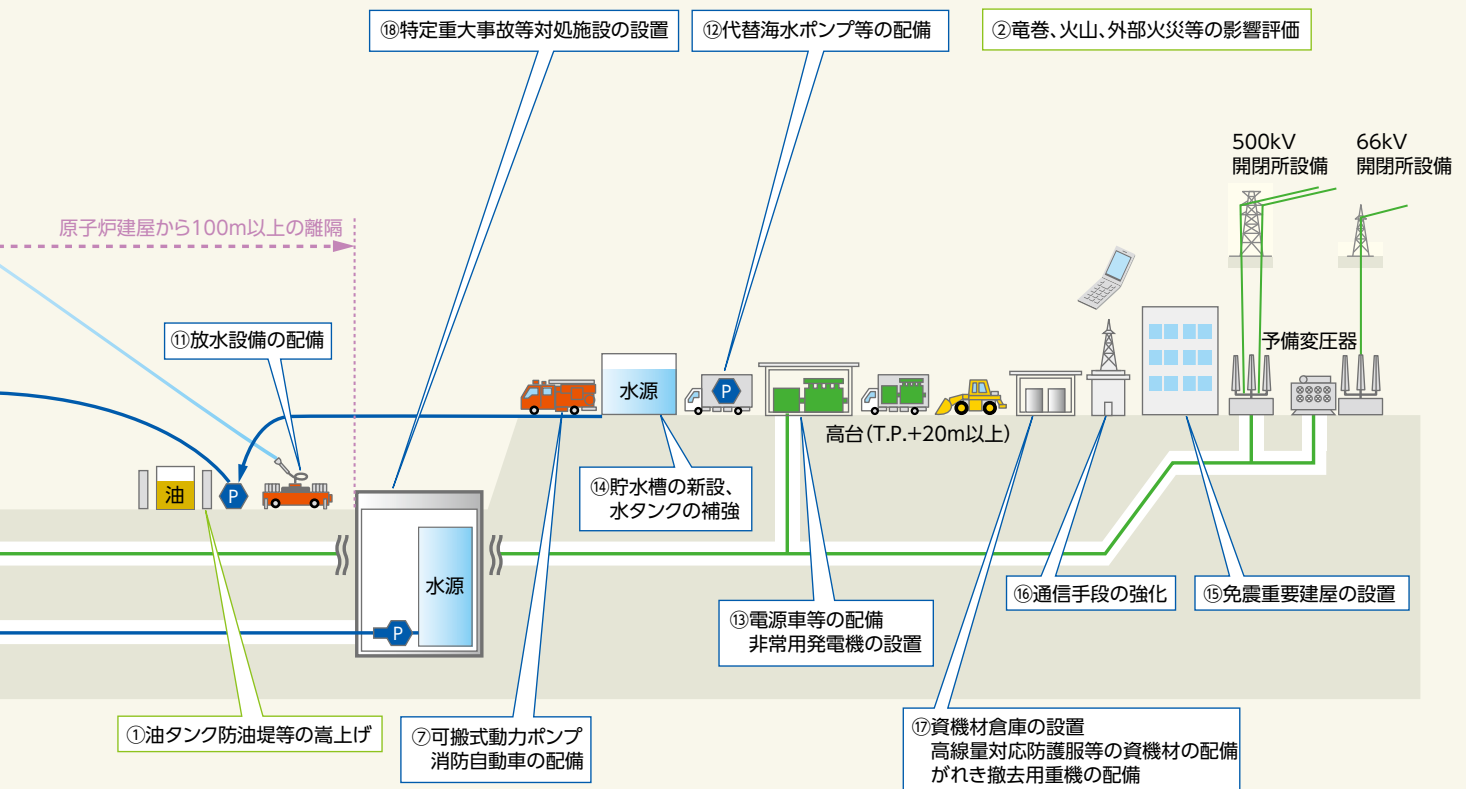 ⑱特定重大事故等対処施設の設置
⑫代替海水ポンプ等の配備
②竜巻、火山、外部火災等の影響評価
500kV
開閉所設備
66kV
開閉所設備
原子炉建屋から100m以上の離隔
⑪放水設備の配備
予備変圧器
水源
P
高台(T.P.+20m以上)
油
P
⑭貯水槽の新設、
水タンクの補強
水源
P
⑯通信手段の強化
⑮免震重要建屋の設置
⑬電源車等の配備
非常用発電機の設置
①油タンク防油堤等の嵩上げ
⑦可搬式動力ポンプ
消防自動車の配備
⑰資機材倉庫の設置
高線量対応防護服等の資機材の配備
がれき撤去用重機の配備